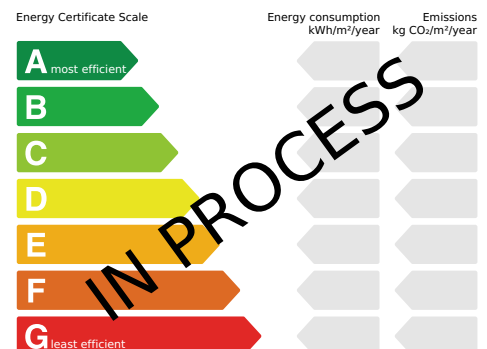 Energy Certificate Scale
Energy consumption
kWh/m²/year
Emissions
kg CO₂/m²/year
A most efficient
B
C
D
E
F
G least efficient
IN PROCESS